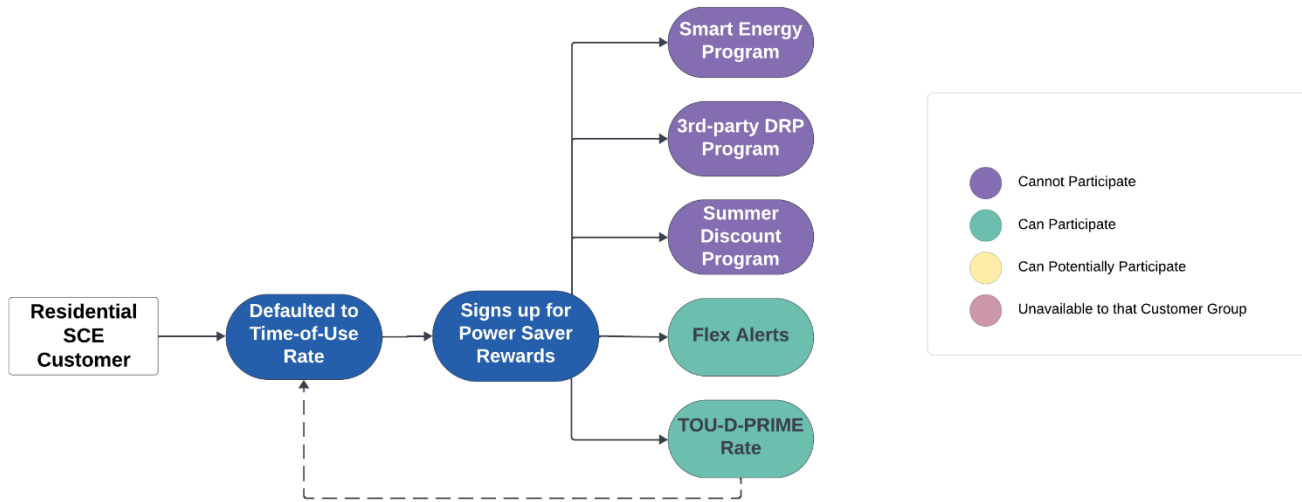 Residential
SCE
Customer
Defaulted to
Time-of-Use
Rate
Signs up for
Power Saver
Rewards
Smart Energy
Program
3rd-party DRP
Program
Summer
Discount
Program
Flex Alerts
TOU-D-PRIME
Rate
Cannot Participate
Can Participate
Can Potentially Participate
Unavailable to that Customer Group